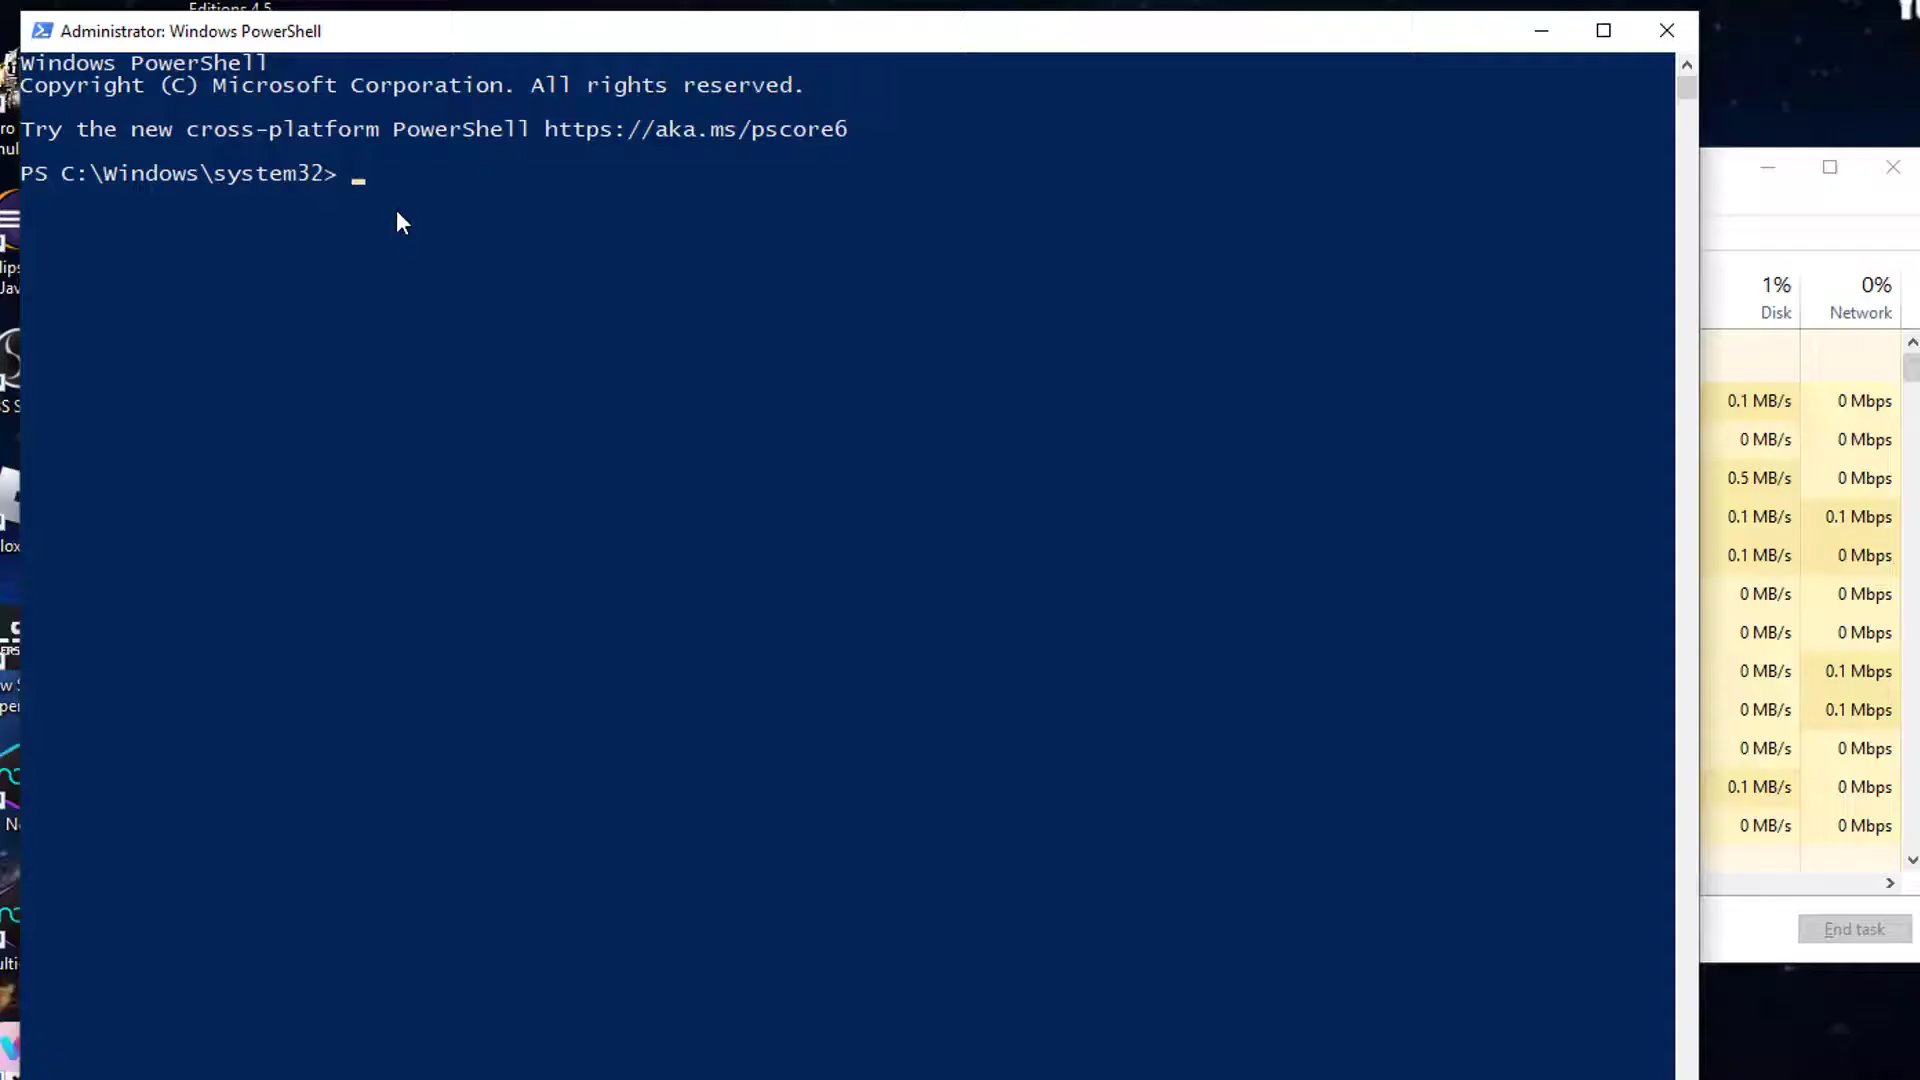 Editions 4.5
Administrator: Windows PowerShell
Windows PowerShell
Copyright (C) Microsoft Corporation. All rights reserved.
Try the new cross-platform PowerShell https://aka.ms/pscore6
PS C:\Windows\system32> _
1% 0%
Disk Network
0.1 MB/s 0 Mbps
0 MB/s 0 Mbps
0.5 MB/s 0 Mbps
0.1 MB/s 0.1 Mbps
0.1 MB/s 0 Mbps
0 MB/s 0 Mbps
0 MB/s 0 Mbps
0 MB/s 0.1 Mbps
0 MB/s 0.1 Mbps
0 MB/s 0 Mbps
0.1 MB/s 0 Mbps
0 MB/s 0 Mbps
End task